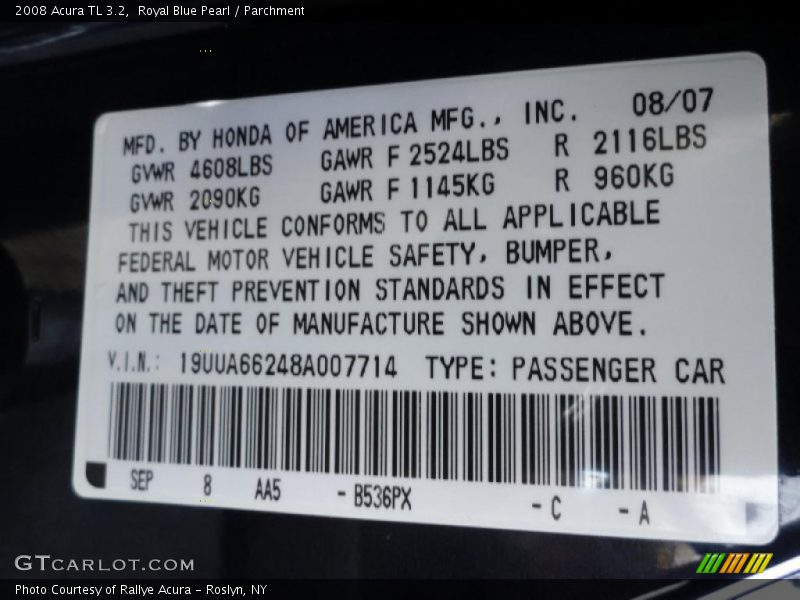 2008 Acura TL 3.2, Royal Blue Pearl / Parchment
MFD. BY HONDA OF AMERICA MFG., INC. 08/07
GVWR 4608LBS GAWR F 2524LBS R 2116LBS
GVWR 2090KG GAWR F 1145KG R 960KG
THIS VEHICLE CONFORMS TO ALL APPLICABLE
FEDERAL MOTOR VEHICLE SAFETY, BUMPER,
AND THEFT PREVENTION STANDARDS IN EFFECT
ON THE DATE OF MANUFACTURE SHOWN ABOVE.
V.I.N.: 19UUA66248A007714 TYPE: PASSENGER CAR
SEP 8 AA5 - B536PX - C - A
GTCARLOT.COM
Photo Courtesy of Rallye Acura - Roslyn, NY